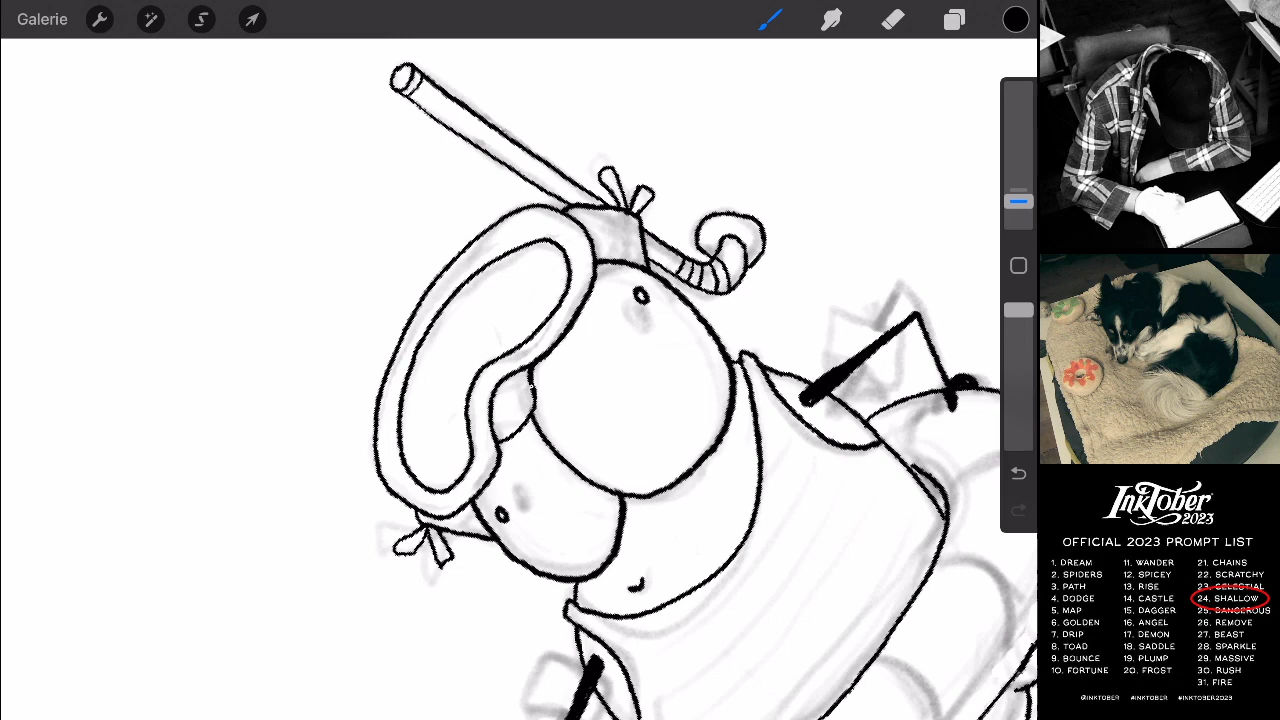 Galerie
INKTOBER
2023
OFFICIAL 2023 PROMPT LIST
1. DREAM
2. SPIDERS
3. PATH
4. DODGE
5. MAP
6. GOLDEN
7. DRIP
8. TOAD
9. BOUNCE
10. FORTUNE
11. WANDER
12. SPICEY
13. RISE
14. CASTLE
15. DAGGER
16. ANGEL
17. DEMON
18. SADDLE
19. PLUMP
20. FROST
21. CHAINS
22. SCRATCHY
23. CELESTIAL
24. SHALLOW
25. DANGEROUS
26. REMOVE
27. BEAST
28. SPARKLE
29. MASSIVE
30. RUSH
31. FIRE
@INKTOBER #INKTOBER #INKTOBER2023